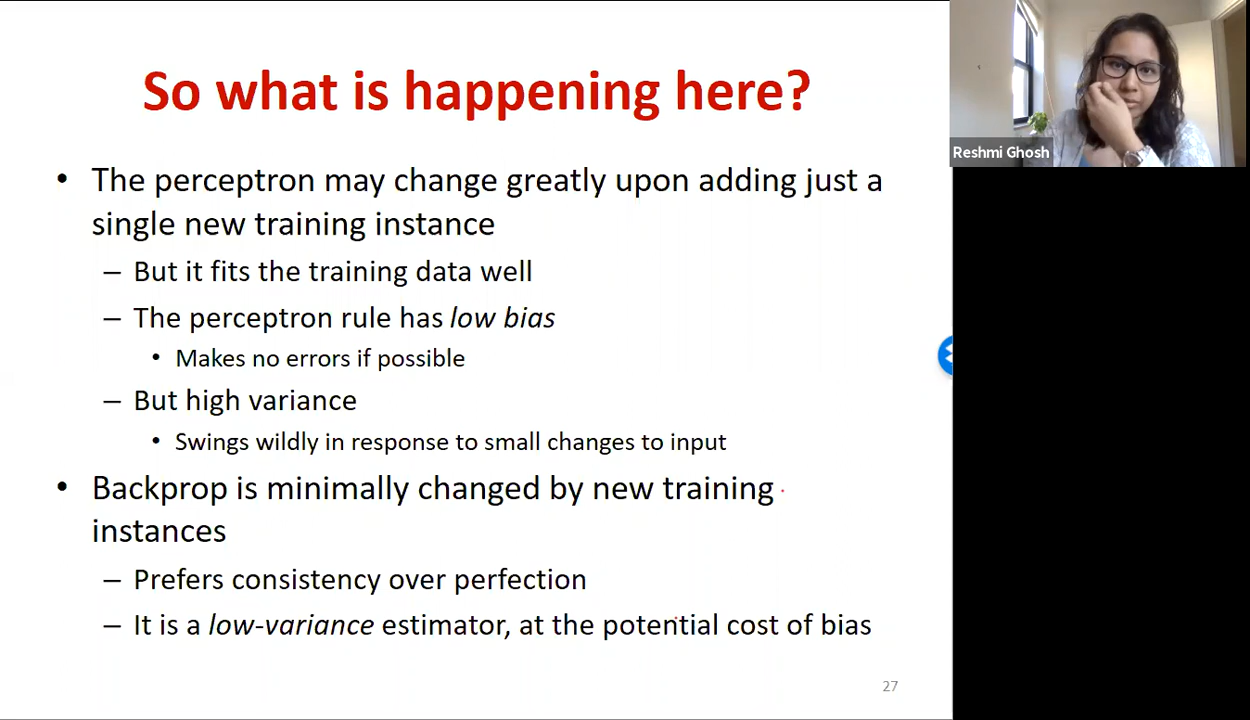 So what is happening here?
• The perceptron may change greatly upon adding just a
single new training instance
– But it fits the training data well
– The perceptron rule has low bias
• Makes no errors if possible
– But high variance
• Swings wildly in response to small changes to input
• Backprop is minimally changed by new training
instances
– Prefers consistency over perfection
– It is a low-variance estimator, at the potential cost of bias
27
Reshmi Ghosh